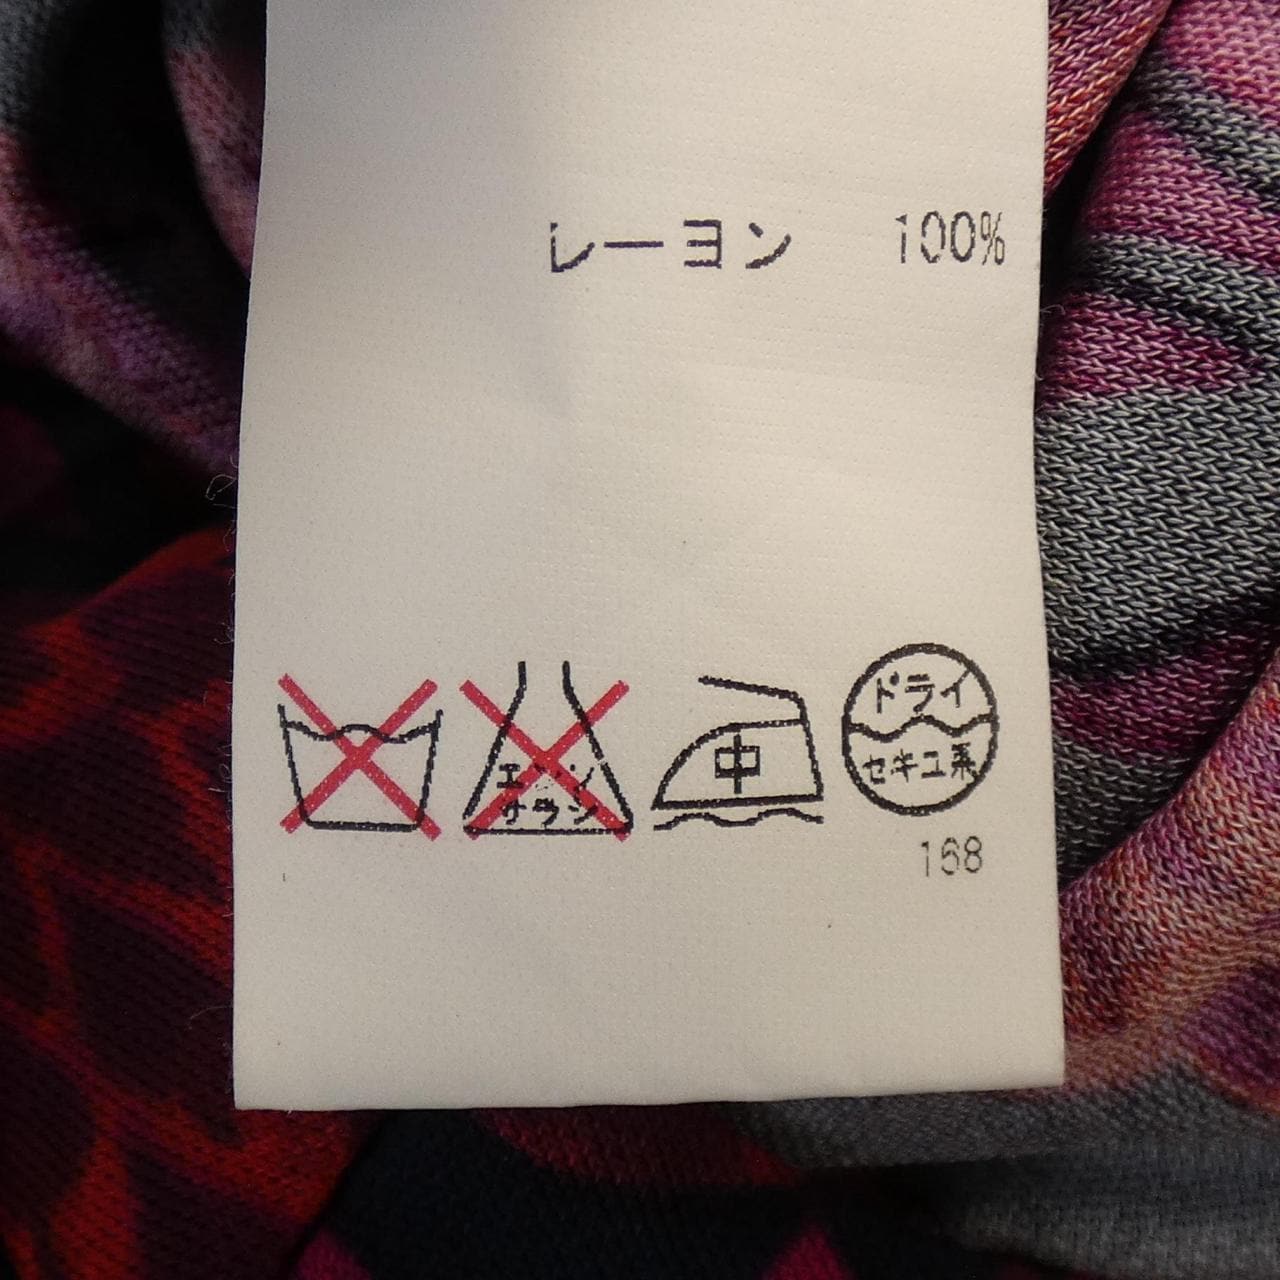 レーヨン 100%
エンソ
サラシ
中
ドライ
セキユ系
168